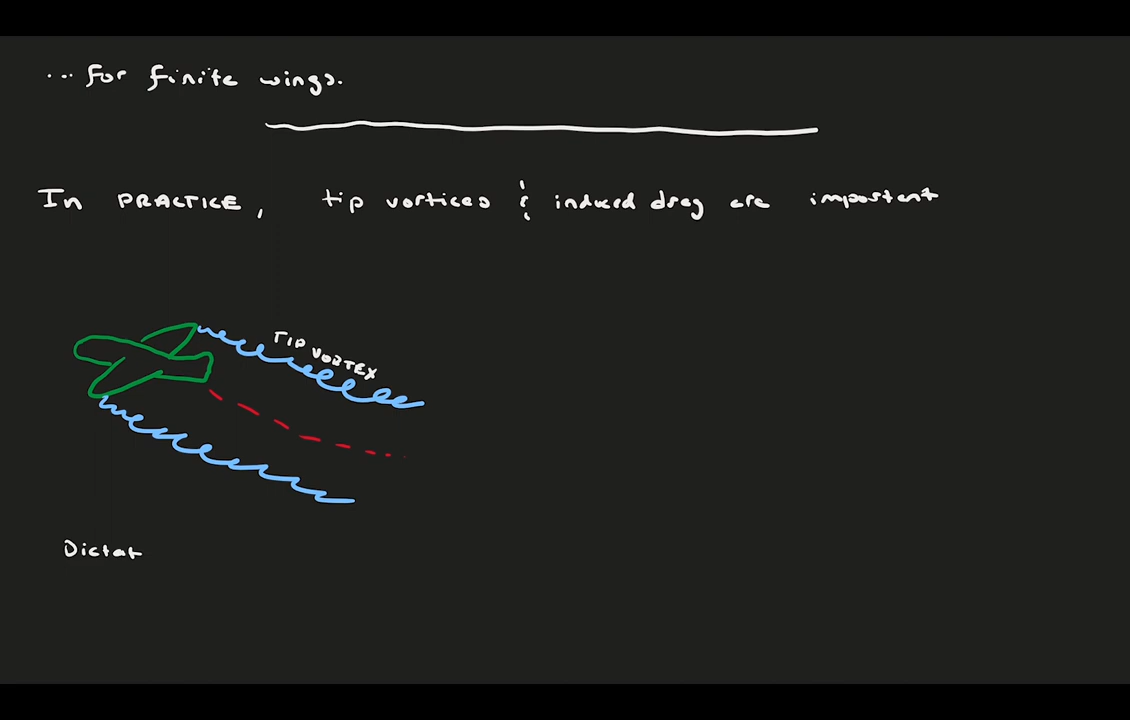 ... for finite wings.
In PRACTICE, tip vortices & induced drag are important
TIP VORTEX
Dictat